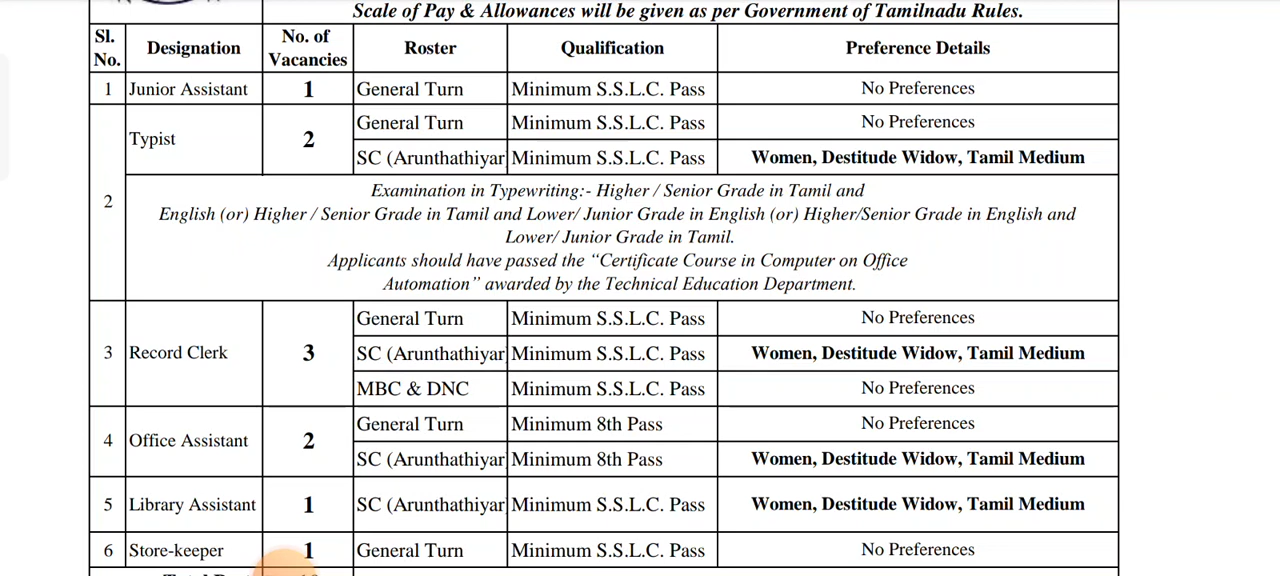 Scale of Pay & Allowances will be given as per Government of Tamilnadu Rules.
Sl. No. Designation No. of Vacancies Roster Qualification Preference Details
1 Junior Assistant 1 General Turn Minimum S.S.L.C. Pass No Preferences
2 Typist 2 General Turn Minimum S.S.L.C. Pass No Preferences
SC (Arunthathiyar Minimum S.S.L.C. Pass Women, Destitude Widow, Tamil Medium
Examination in Typewriting:- Higher / Senior Grade in Tamil and
English (or) Higher / Senior Grade in Tamil and Lower/ Junior Grade in English (or) Higher/Senior Grade in English and
Lower/ Junior Grade in Tamil.
Applicants should have passed the “Certificate Course in Computer on Office
Automation” awarded by the Technical Education Department.
3 Record Clerk 3 General Turn Minimum S.S.L.C. Pass No Preferences
SC (Arunthathiyar Minimum S.S.L.C. Pass Women, Destitude Widow, Tamil Medium
MBC & DNC Minimum S.S.L.C. Pass No Preferences
4 Office Assistant 2 General Turn Minimum 8th Pass No Preferences
SC (Arunthathiyar Minimum 8th Pass Women, Destitude Widow, Tamil Medium
5 Library Assistant 1 SC (Arunthathiyar Minimum S.S.L.C. Pass Women, Destitude Widow, Tamil Medium
6 Store-keeper 1 General Turn Minimum S.S.L.C. Pass No Preferences